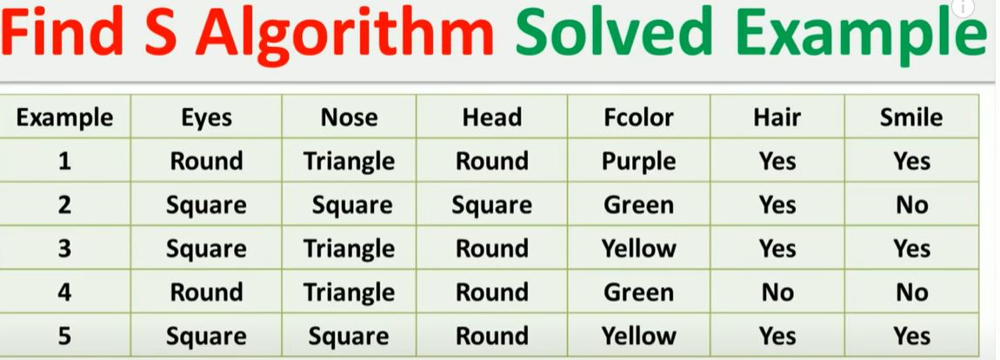 Find S Algorithm Solved Example
Example Eyes Nose Head Fcolor Hair Smile
1 Round Triangle Round Purple Yes Yes
2 Square Square Square Green Yes No
3 Square Triangle Round Yellow Yes Yes
4 Round Triangle Round Green No No
5 Square Square Round Yellow Yes Yes